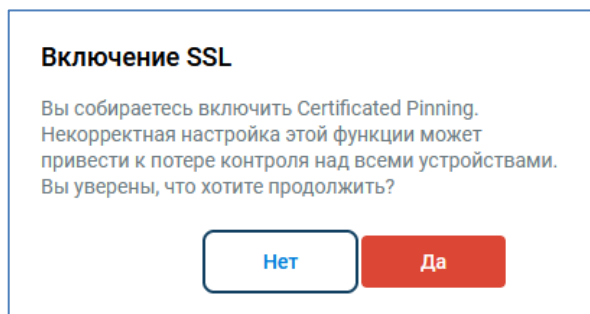 Включение SSL
Вы собираетесь включить Certificated Pinning.
Некорректная настройка этой функции может
привести к потере контроля над всеми устройствами.
Вы уверены, что хотите продолжить?
Нет Да